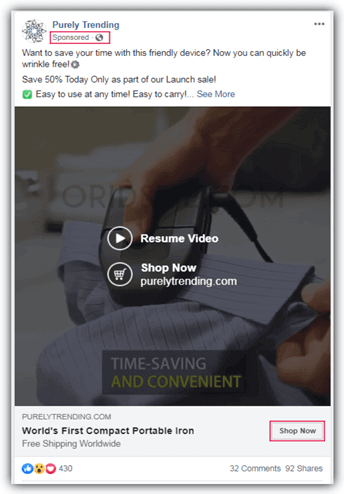 Purely Trending
Sponsored ·
Want to save your time with this friendly device? Now you can quickly be
wrinkle free!
Save 50% Today Only as part of our Launch sale!
✅ Easy to use at any time! Easy to carry!... See More
Resume Video
Shop Now
purelytrending.com
TIME-SAVING
AND CONVENIENT
PURELYTRENDING.COM
World's First Compact Portable Iron
Shop Now
Free Shipping Worldwide
430
32 Comments 92 Shares